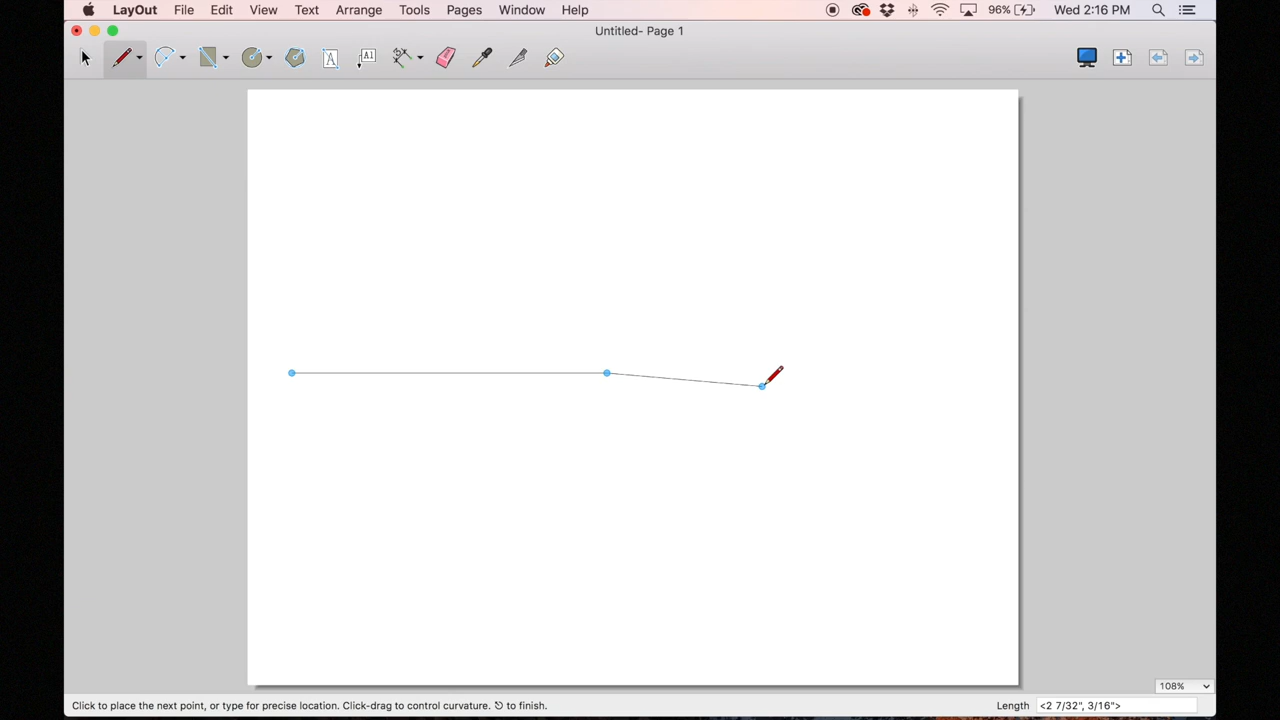 LayOut File Edit View Text Arrange Tools Pages Window Help 96% Wed 2:16 PM
Untitled- Page 1
A A1
108%
Click to place the next point, or type for precise location. Click-drag to control curvature. ⎋ to finish. Length <2 7/32", 3/16">